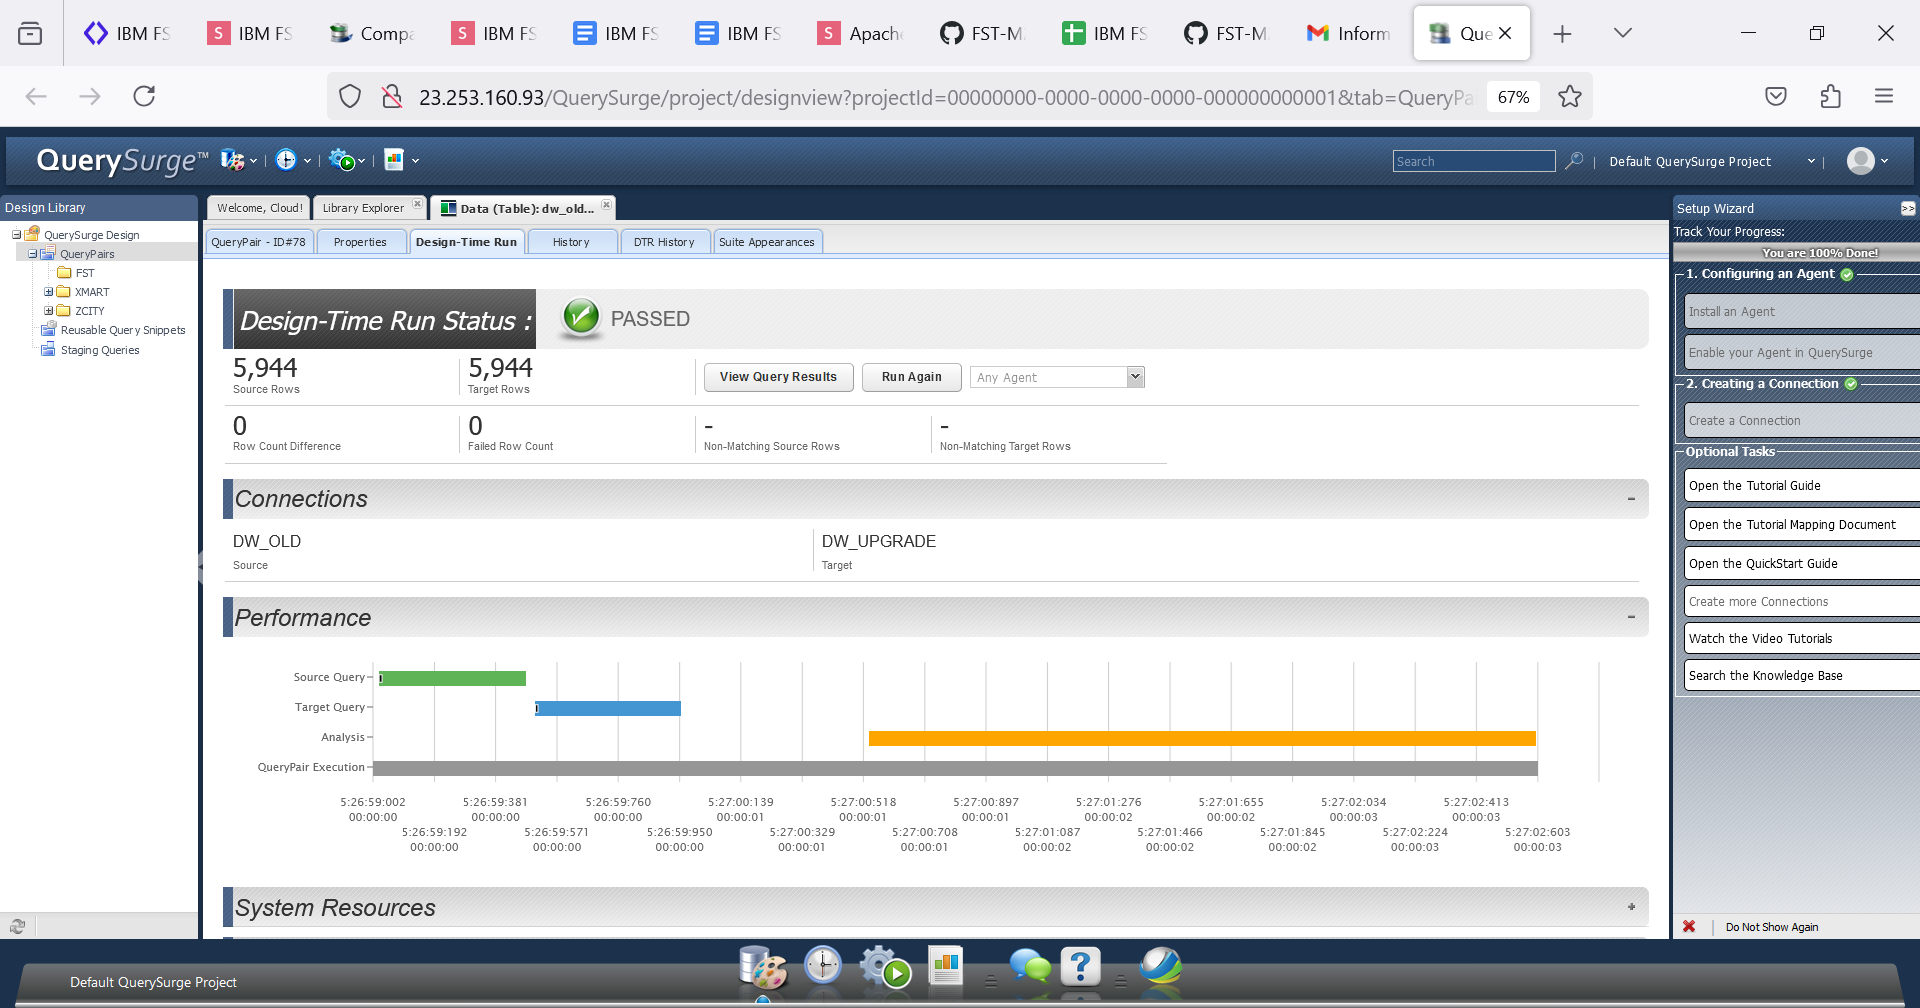 IBM FS
IBM FS
Compa
IBM FS
IBM FS
IBM FS
Apache
FST-M
IBM FS
FST-M
Inform
Que
23.253.160.93/QuerySurge/project/designview?projectId=00000000-0000-0000-0000-000000000001&tab=QueryPa
67%
QuerySurge™
Search
Default QuerySurge Project
Design Library
QuerySurge Design
QueryPairs
FST
XMART
ZCITY
Reusable Query Snippets
Staging Queries
Welcome, Cloud!
Library Explorer
Data (Table): dw_old...
QueryPair - ID#78
Properties
Design-Time Run
History
DTR History
Suite Appearances
Design-Time Run Status :
PASSED
5,944
Source Rows
5,944
Target Rows
View Query Results
Run Again
Any Agent
0
Row Count Difference
0
Failed Row Count
-
Non-Matching Source Rows
-
Non-Matching Target Rows
Connections
-
DW_OLD
Source
DW_UPGRADE
Target
Performance
-
Source Query
Target Query
Analysis
QueryPair Execution
5:26:59:002 5:26:59:381 5:26:59:760 5:27:00:139 5:27:00:518 5:27:00:897 5:27:01:276 5:27:01:655 5:27:02:034 5:27:02:413
00:00:00 00:00:00 00:00:00 00:00:01 00:00:01 00:00:01 00:00:02 00:00:02 00:00:03 00:00:03
5:26:59:192 5:26:59:571 5:26:59:950 5:27:00:329 5:27:00:708 5:27:01:087 5:27:01:466 5:27:01:845 5:27:02:224 5:27:02:603
00:00:00 00:00:00 00:00:00 00:00:01 00:00:01 00:00:02 00:00:02 00:00:02 00:00:03 00:00:03
System Resources
+
Setup Wizard
>>
Track Your Progress:
You are 100% Done!
1. Configuring an Agent
Install an Agent
Enable your Agent in QuerySurge
2. Creating a Connection
Create a Connection
Optional Tasks
Open the Tutorial Guide
Open the Tutorial Mapping Document
Open the QuickStart Guide
Create more Connections
Watch the Video Tutorials
Search the Knowledge Base
Do Not Show Again
Default QuerySurge Project